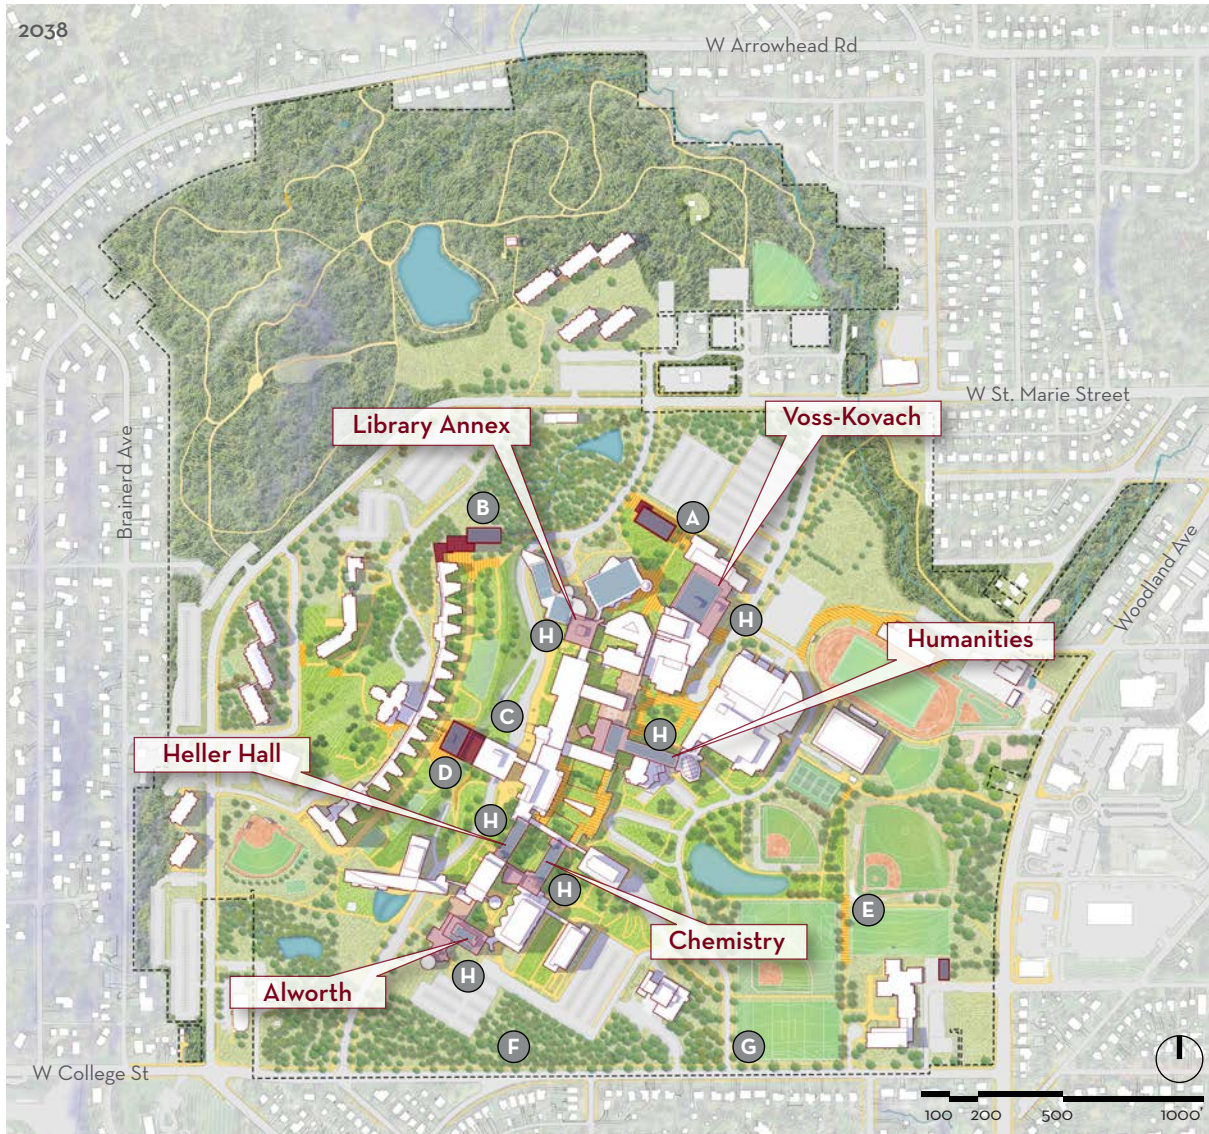 2038
W Arrowhead Rd
W St. Marie Street
Voss-Kovach
Library Annex
Brainerd Ave
B
A
Woodland Ave
H
H
Humanities
C
H
Heller Hall
D
H
H
E
Chemistry
H
Alworth
F
G
W College St
100 200 500 1000'